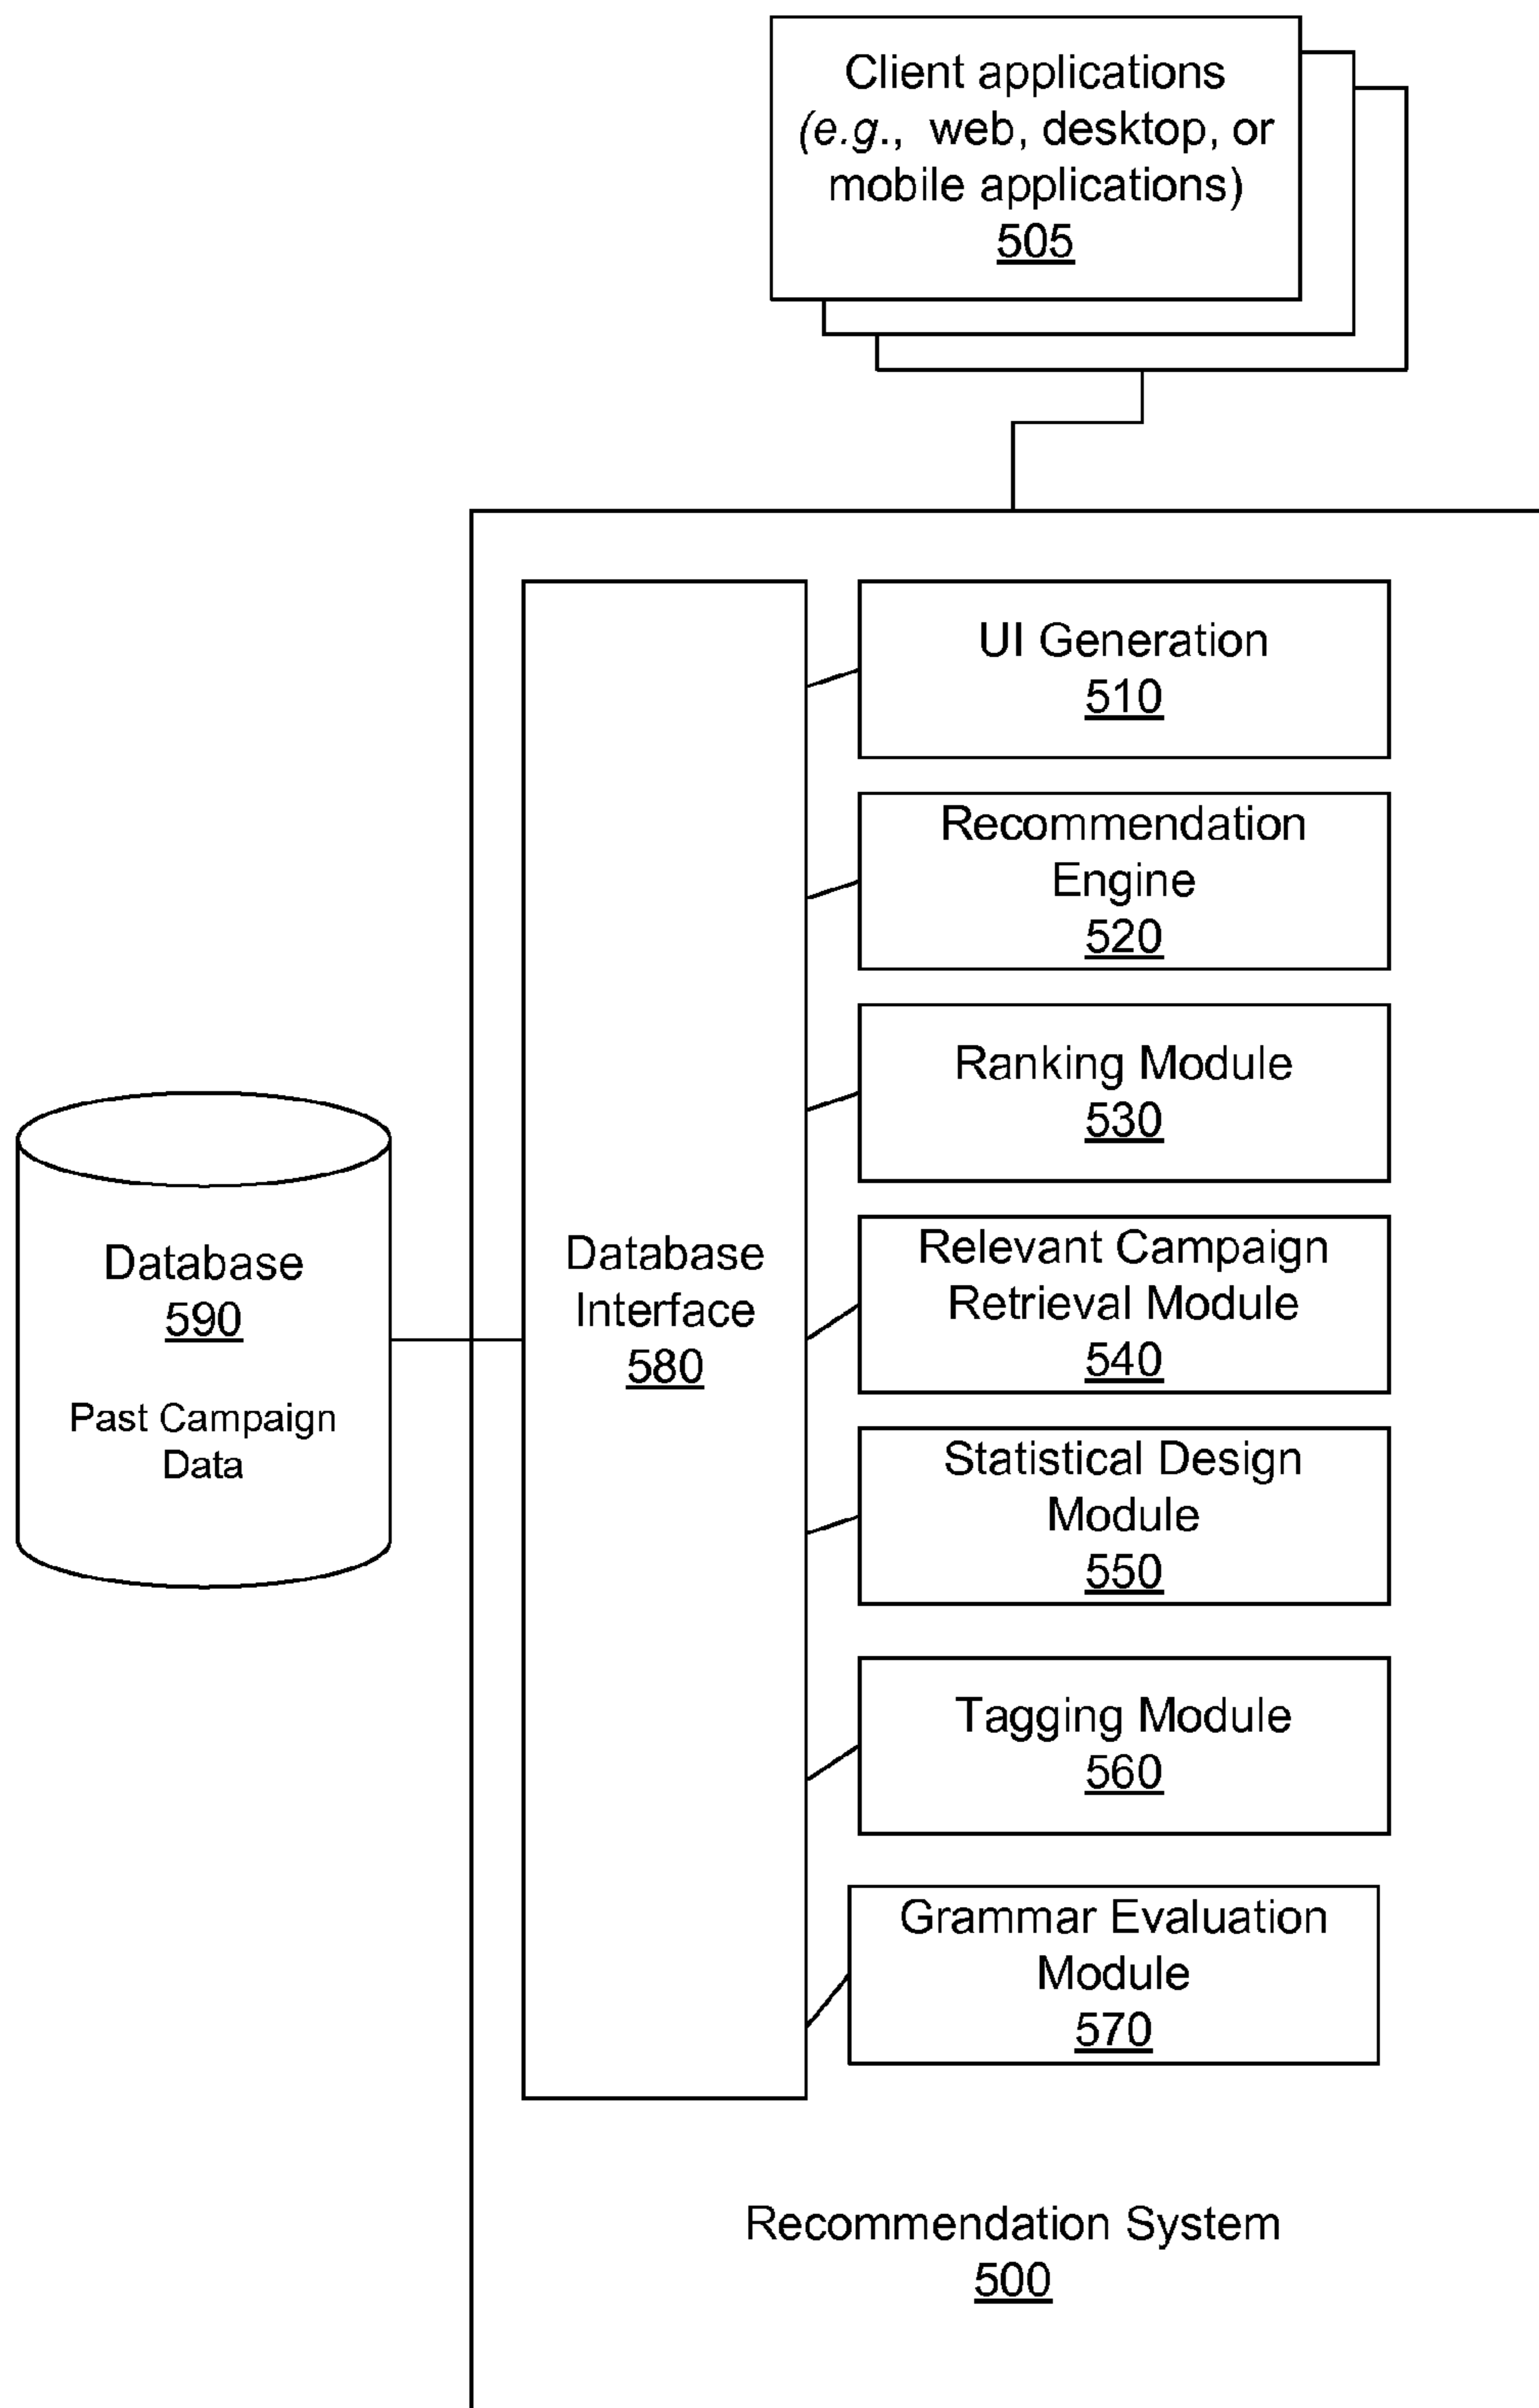 Client applications
(e.g., web, desktop, or
mobile applications)
505
UI Generation
510
Recommendation
Engine
520
Ranking Module
530
Relevant Campaign
Retrieval Module
540
Statistical Design
Module
550
Tagging Module
560
Grammar Evaluation
Module
570
Database
Interface
580
Database
590
Past Campaign
Data
Recommendation System
500